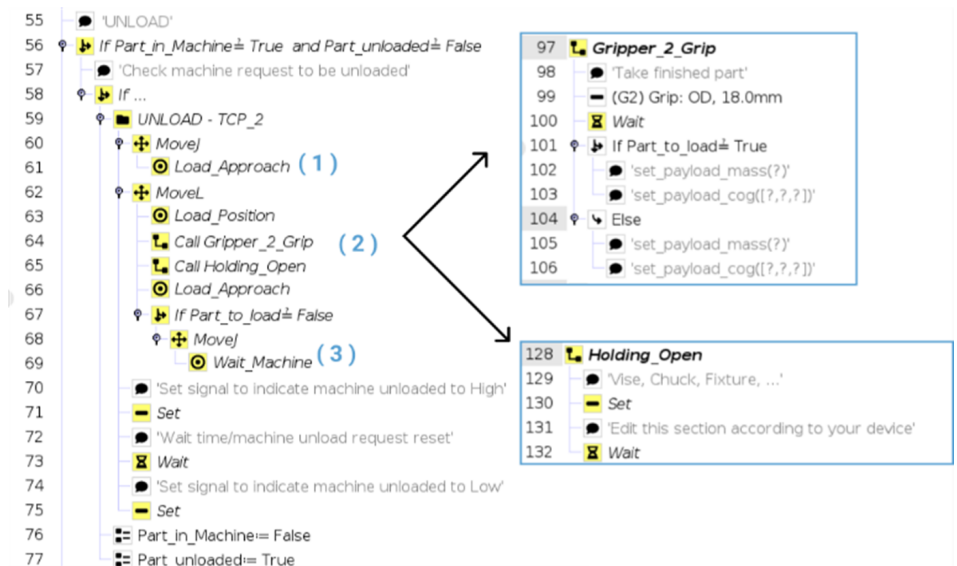 55 'UNLOAD'
56 If Part_in_Machine≟ True and Part_unloaded≟ False
57 'Check machine request to be unloaded'
58 If ...
59 UNLOAD - TCP_2
60 MoveJ
61 Load_Approach (1)
62 MoveL
63 Load_Position
64 Call Gripper_2_Grip (2)
65 Call Holding_Open
66 Load_Approach
67 If Part_to_load≟ False
68 MoveJ
69 Wait_Machine (3)
70 'Set signal to indicate machine unloaded to High'
71 Set
72 'Wait time/machine unload request reset'
73 Wait
74 'Set signal to indicate machine unloaded to Low'
75 Set
76 Part_in_Machine≔ False
77 Part_unloaded≔ True
97 Gripper_2_Grip
98 'Take finished part'
99 (G2) Grip: OD, 18.0mm
100 Wait
101 If Part_to_load≟ True
102 'set_payload_mass(?)'
103 'set_payload_cog([?,?,?])'
104 Else
105 'set_payload_mass(?)'
106 'set_payload_cog([?,?,?])'
128 Holding_Open
129 'Vise, Chuck, Fixture, ...'
130 Set
131 'Edit this section according to your device'
132 Wait